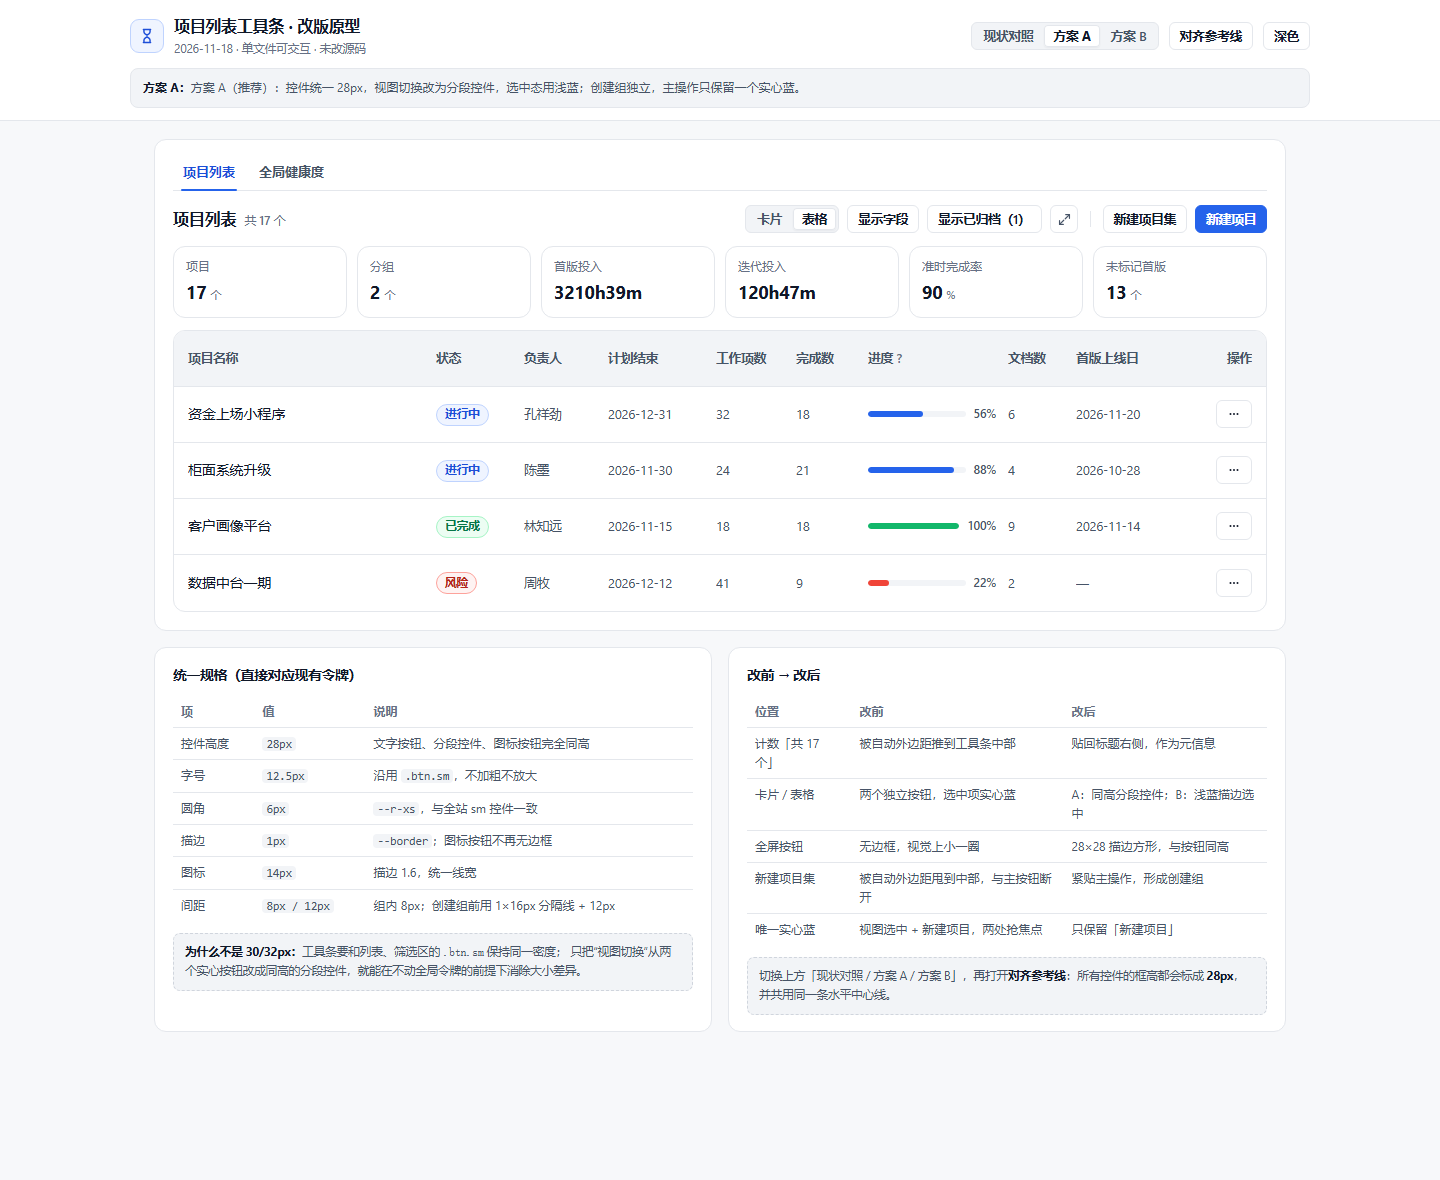 项目列表工具条 · 改版原型
2026-11-18 · 单文件可交互 · 未改源码
现状对照 方案 A 方案 B 对齐参考线 深色
方案 A：方案 A（推荐）：控件统一 28px，视图切换改为分段控件，选中态用浅蓝；创建组独立，主操作只保留一个实心蓝。
项目列表 全局健康度
项目列表 共 17 个 卡片 表格 显示字段 显示已归档（1） 新建项目集 新建项目
项目 分组 首版投入 迭代投入 准时完成率 未标记首版
17 个 2 个 3210h39m 120h47m 90 % 13 个
项目名称 状态 负责人 计划结束 工作项数 完成数 进度 ? 文档数 首版上线日 操作
资金上场小程序 进行中 孔祥劲 2026-12-31 32 18 56% 6 2026-11-20 ···
柜面系统升级 进行中 陈墨 2026-11-30 24 21 88% 4 2026-10-28 ···
客户画像平台 已完成 林知远 2026-11-15 18 18 100% 9 2026-11-14 ···
数据中台一期 风险 周牧 2026-12-12 41 9 22% 2 — ···
统一规格（直接对应现有令牌）
项 值 说明
控件高度 28px 文字按钮、分段控件、图标按钮完全同高
字号 12.5px 沿用 .btn.sm，不加粗不放大
圆角 6px --r-xs，与全站 sm 控件一致
描边 1px --border；图标按钮不再无边框
图标 14px 描边 1.6，统一线宽
间距 8px / 12px 组内 8px；创建组前用 1×16px 分隔线 + 12px
为什么不是 30/32px：工具条要和列表、筛选区的 .btn.sm 保持同一密度；只把“视图切换”从两
个实心按钮改成同高的分段控件，就能在不动全局令牌的前提下消除大小差异。
改前 → 改后
位置 改前 改后
计数「共 17
个」 被自动外边距推到工具条中部 贴回标题右侧，作为元信息
卡片 / 表格 两个独立按钮，选中项实心蓝 A：同高分段控件；B：浅蓝描边选
中
全屏按钮 无边框，视觉上小一圈 28×28 描边方形，与按钮同高
新建项目集 被自动外边距甩到中部，与主按钮断
开 紧贴主操作，形成创建组
唯一实心蓝 视图选中 + 新建项目，两处抢焦点 只保留「新建项目」
切换上方「现状对照 / 方案 A / 方案 B」，再打开对齐参考线：所有控件的框高都会标成 28px，
并共用同一条水平中心线。